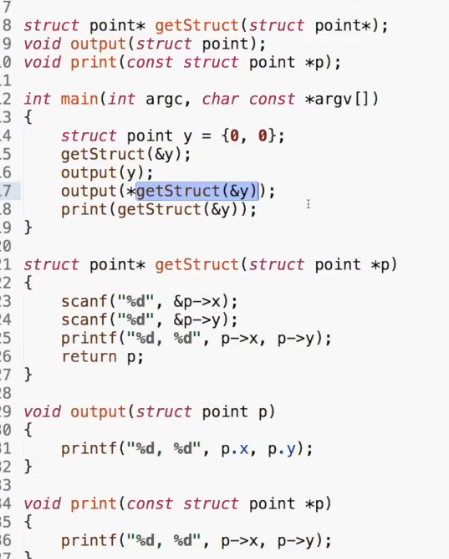 7
8 struct point* getStruct(struct point*);
9 void output(struct point);
0 void print(const struct point *p);
1
2 int main(int argc, char const *argv[])
3 {
4     struct point y = {0, 0};
5     getStruct(&y);
6     output(y);
7     output(*getStruct(&y));
8     print(getStruct(&y));
9 }
20
21 struct point* getStruct(struct point *p)
22 {
23     scanf("%d", &p->x);
24     scanf("%d", &p->y);
25     printf("%d, %d", p->x, p->y);
26     return p;
27 }
28
29 void output(struct point p)
30 {
31     printf("%d, %d", p.x, p.y);
32 }
33
34 void print(const struct point *p)
35 {
36     printf("%d, %d", p->x, p->y);
37 }